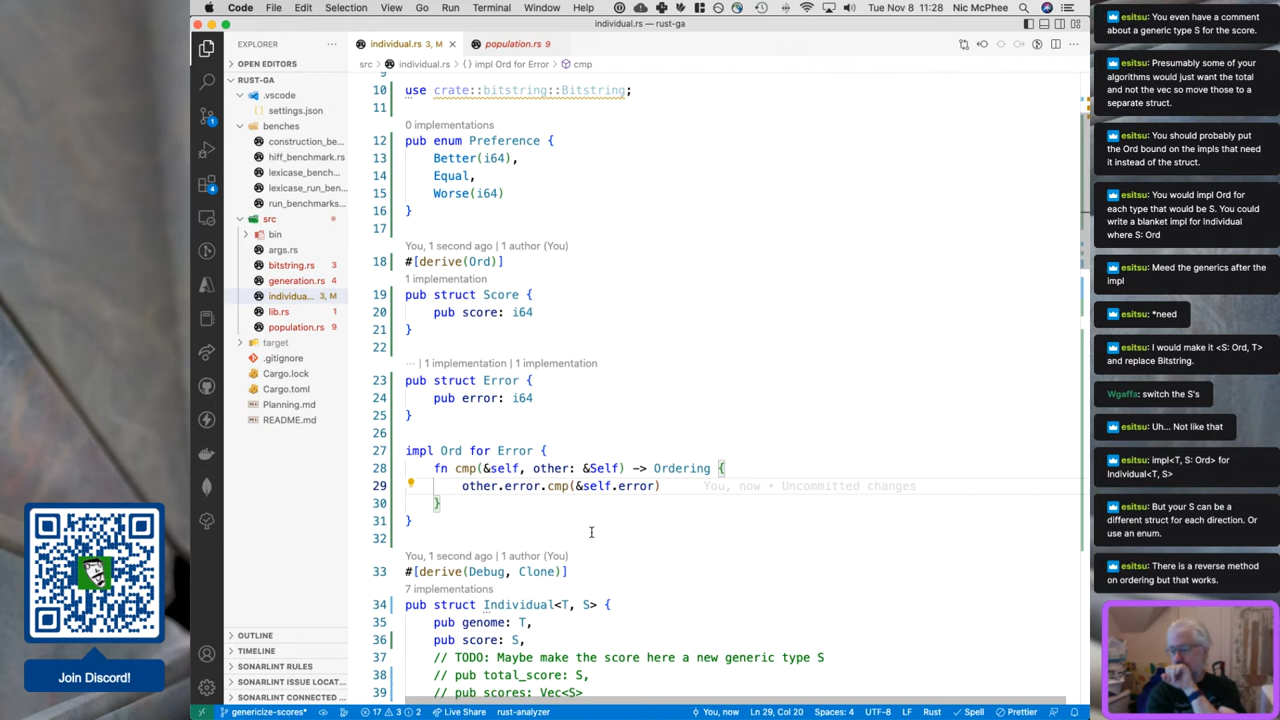 Code File Edit Selection View Go Run Terminal Window Help
Tue Nov 8 11:28 Nic McPhee
individual.rs — rust-ga
EXPLORER
OPEN EDITORS
RUST-GA
.vscode
settings.json
benches
construction_be...
hiff_benchmark.rs
lexicase_bench...
lexicase_run_ben...
run_benchmarks...
src
bin
args.rs
bitstring.rs 3
generation.rs 4
individua... 3, M
lib.rs 1
population.rs 9
target
.gitignore
Cargo.lock
Cargo.toml
Planning.md
README.md
OUTLINE
TIMELINE
SONARLINT RULES
SONARLINT ISSUE LOCA...
SONARLINT CONNECTED ...
individual.rs 3, M
population.rs 9
src > individual.rs > {} impl Ord for Error > cmp
9
10 use crate::bitstring::Bitstring;
11
0 implementations
12 pub enum Preference {
13 Better(i64),
14 Equal,
15 Worse(i64)
16 }
17
You, 1 second ago | 1 author (You)
18 #[derive(Ord)]
1 implementation
19 pub struct Score {
20 pub score: i64
21 }
22
... | 1 implementation | 1 implementation
23 pub struct Error {
24 pub error: i64
25 }
26
27 impl Ord for Error {
28 fn cmp(&self, other: &Self) -> Ordering {
29 other.error.cmp(&self.error) You, now • Uncommitted changes
30 }
31 }
32
You, 1 second ago | 1 author (You)
33 #[derive(Debug, Clone)]
7 implementations
34 pub struct Individual<T, S> {
35 pub genome: T,
36 pub score: S,
37 // TODO: Maybe make the score here a new generic type S
38 // pub total_score: S,
39 // pub scores: Vec<S>
genericize-scores* 17 3 2 Live Share rust-analyzer You, now Ln 29, Col 20 Spaces: 4 UTF-8 LF Rust Spell Prettier
Join Discord!
esitsu: You even have a comment
about a generic type S for the score.
esitsu: Presumably some of your
algorithms would just want the total
and not the vec so move those to a
separate struct.
esitsu: You should probably put
the Ord bound on the impls that need
it instead of the struct.
esitsu: You would impl Ord for
each type that would be S. You could
write a blanket impl for Individual
where S: Ord
esitsu: Meed the generics after the
impl
esitsu: *need
esitsu: I would make it <S: Ord, T>
and replace Bitstring.
Wgaffa: switch the S's
esitsu: Uh... Not like that
esitsu: impl<T, S: Ord> for
Individual<T, S>
esitsu: But your S can be a
different struct for each direction. Or
use an enum.
esitsu: There is a reverse method
on ordering but that works.